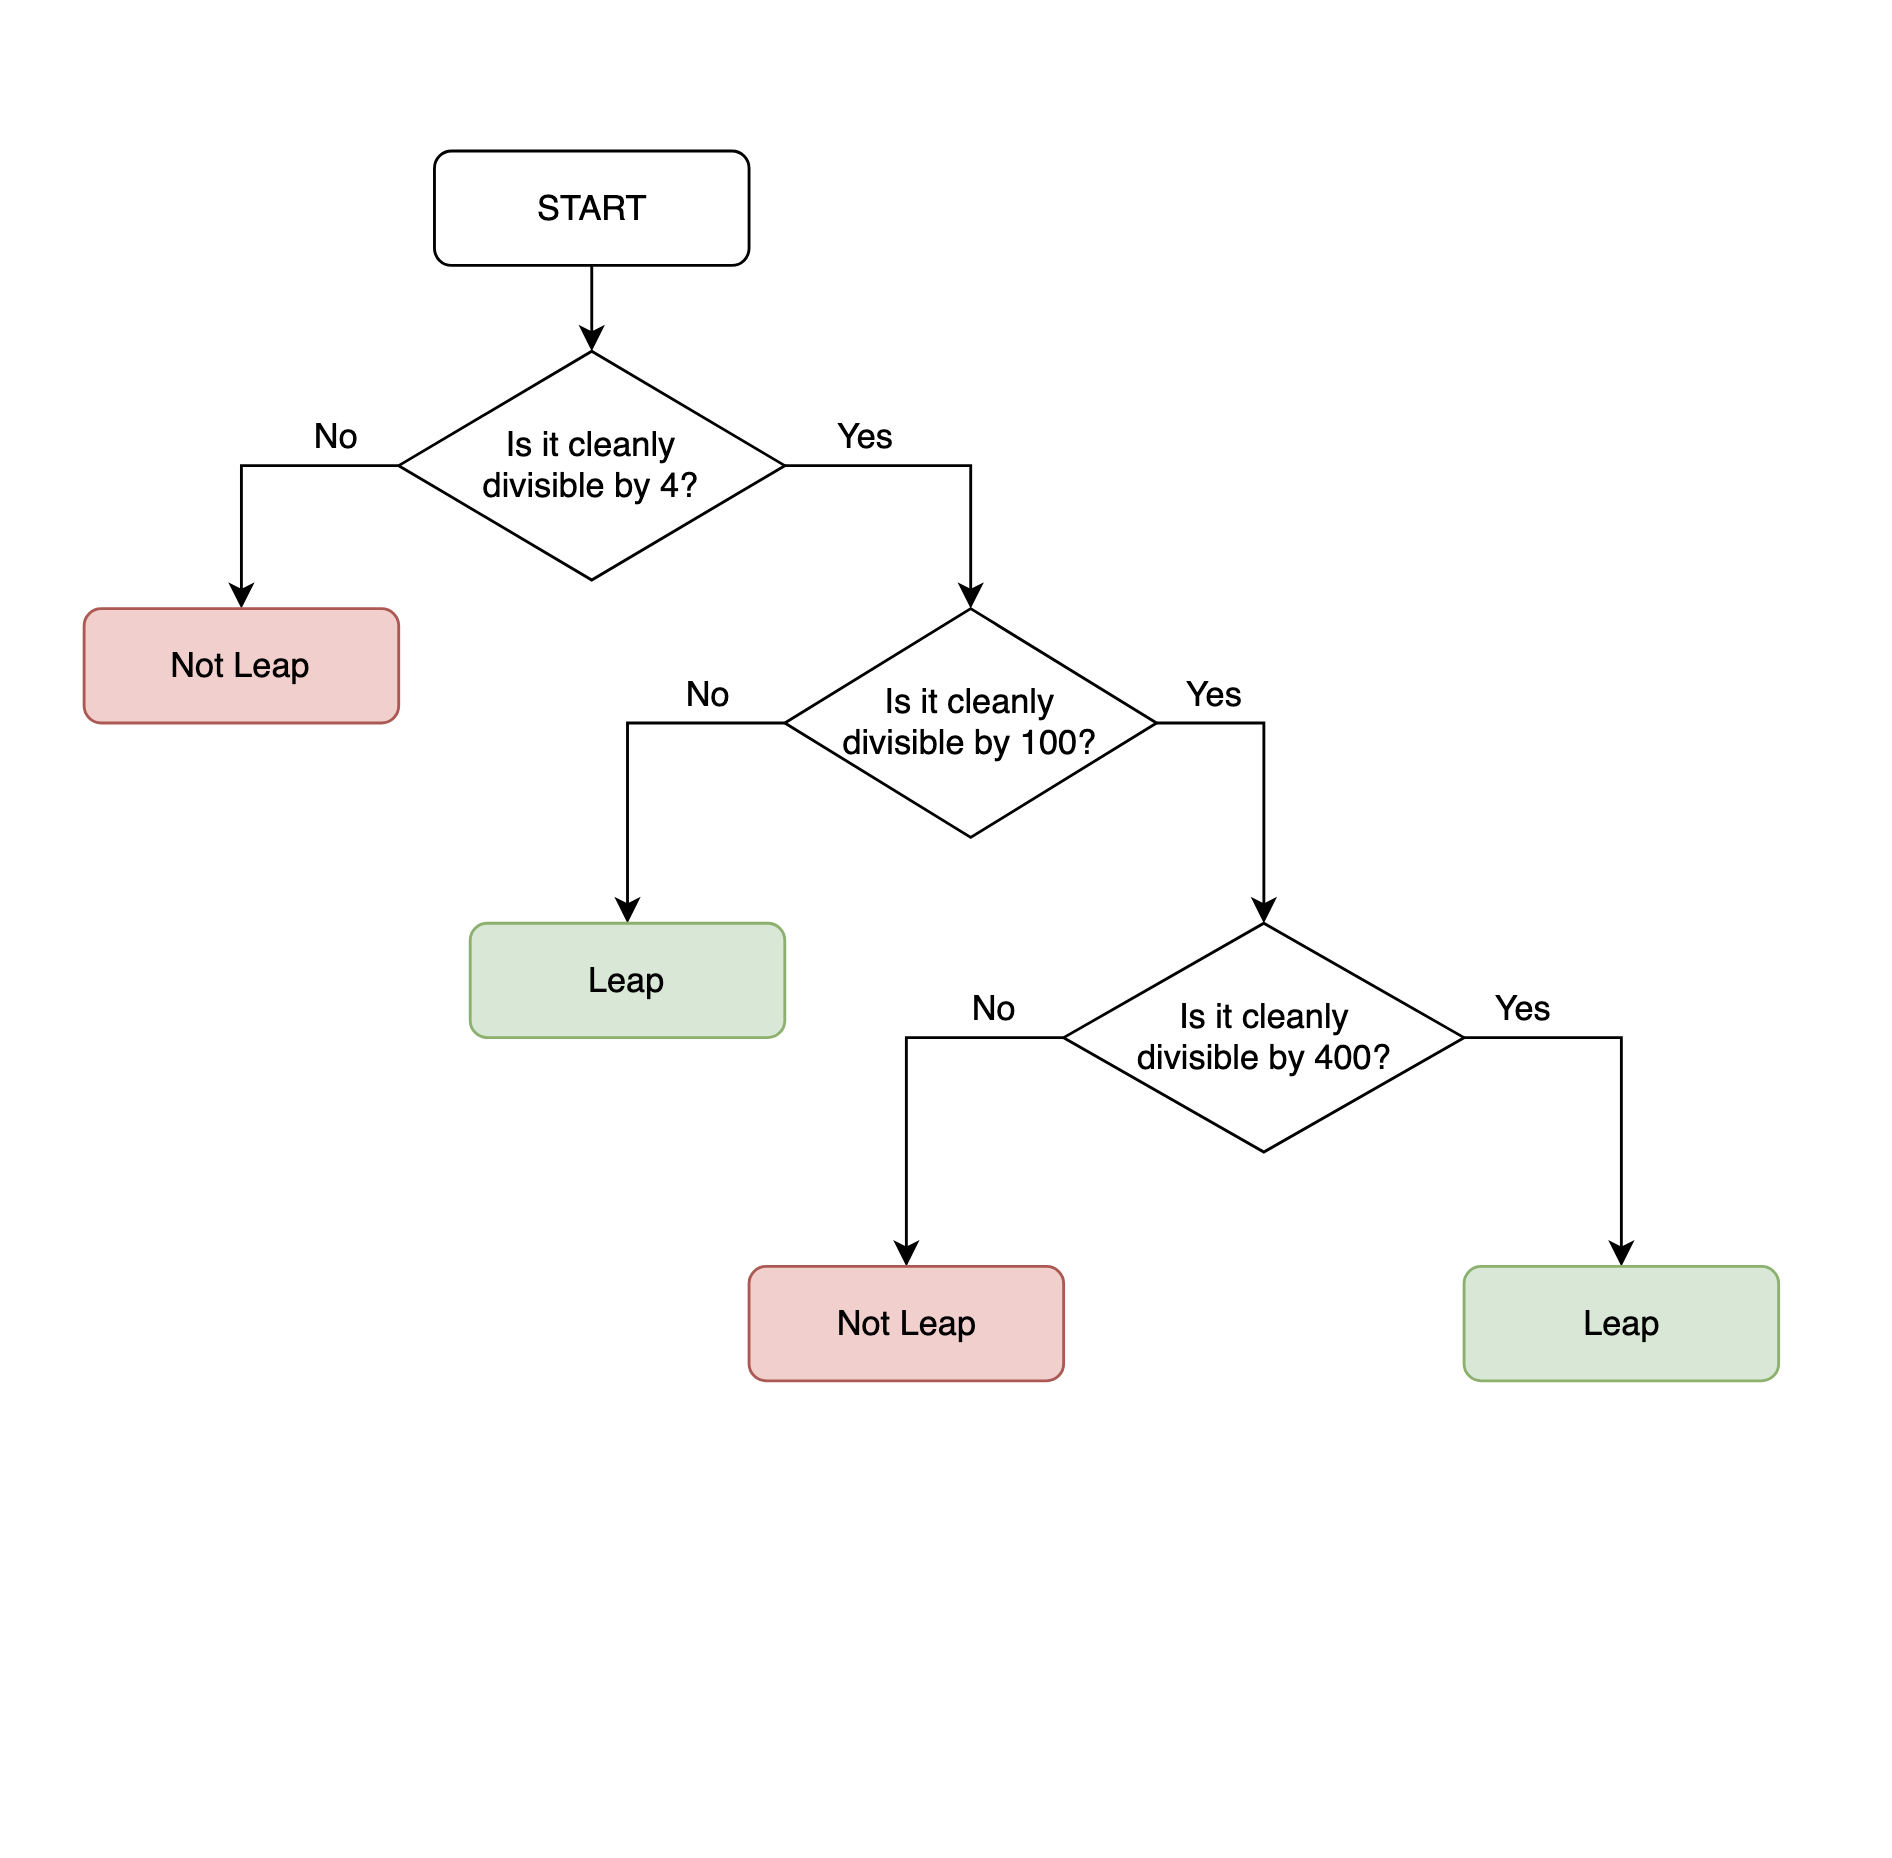 START
No
Yes
Is it cleanly
divisible by 4?
Not Leap
No
Yes
Is it cleanly
divisible by 100?
Leap
No
Yes
Is it cleanly
divisible by 400?
Not Leap
Leap